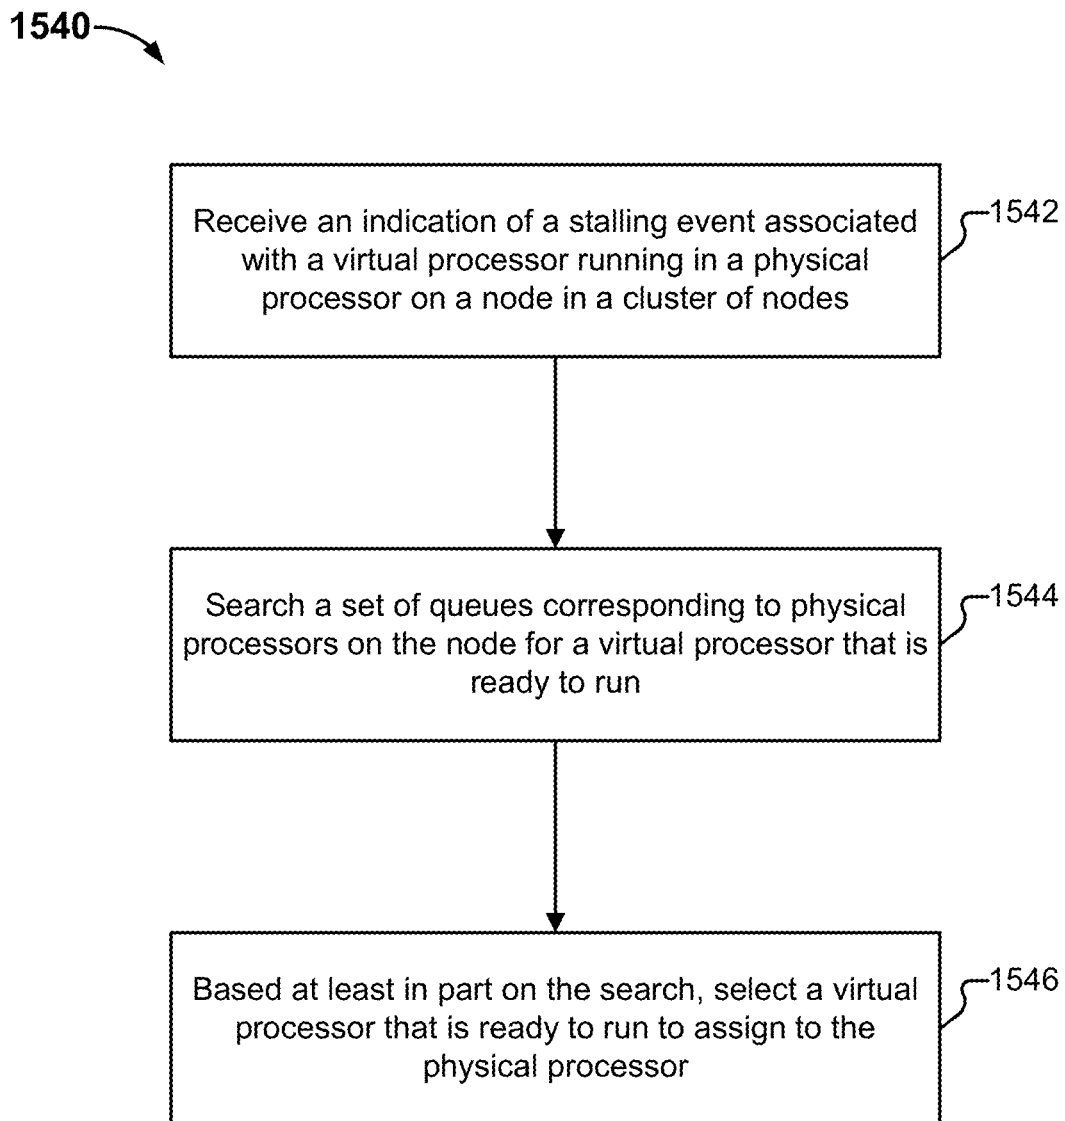 1540
Receive an indication of a stalling event associated
with a virtual processor running in a physical
processor on a node in a cluster of nodes
1542
Search a set of queues corresponding to physical
processors on the node for a virtual processor that is
ready to run
1544
Based at least in part on the search, select a virtual
processor that is ready to run to assign to the
physical processor
1546